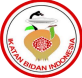 IKATAN BIDAN INDONESIA